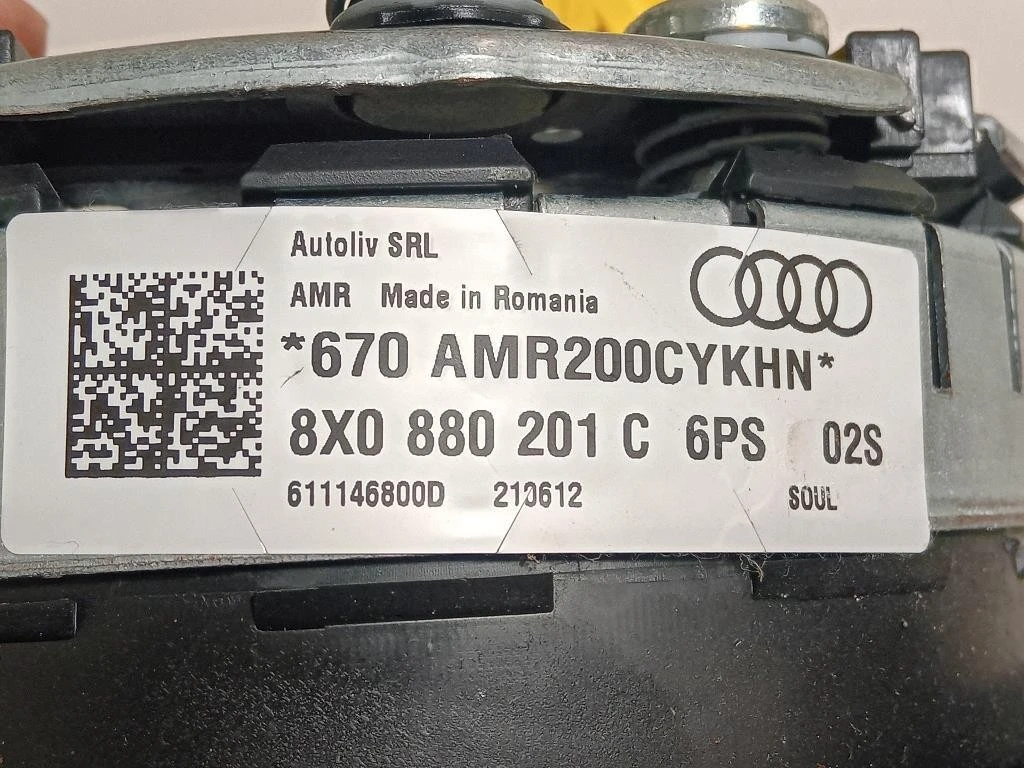 Autoliv SRL
AMR Made in Romania
*670 AMR200CYKHN*
8X0 880 201 C 6PS 02S
611146800D 210612
SOUL